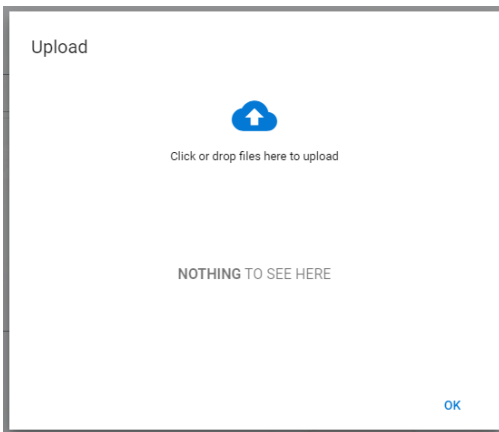 Upload
Click or drop files here to upload
NOTHING TO SEE HERE
OK